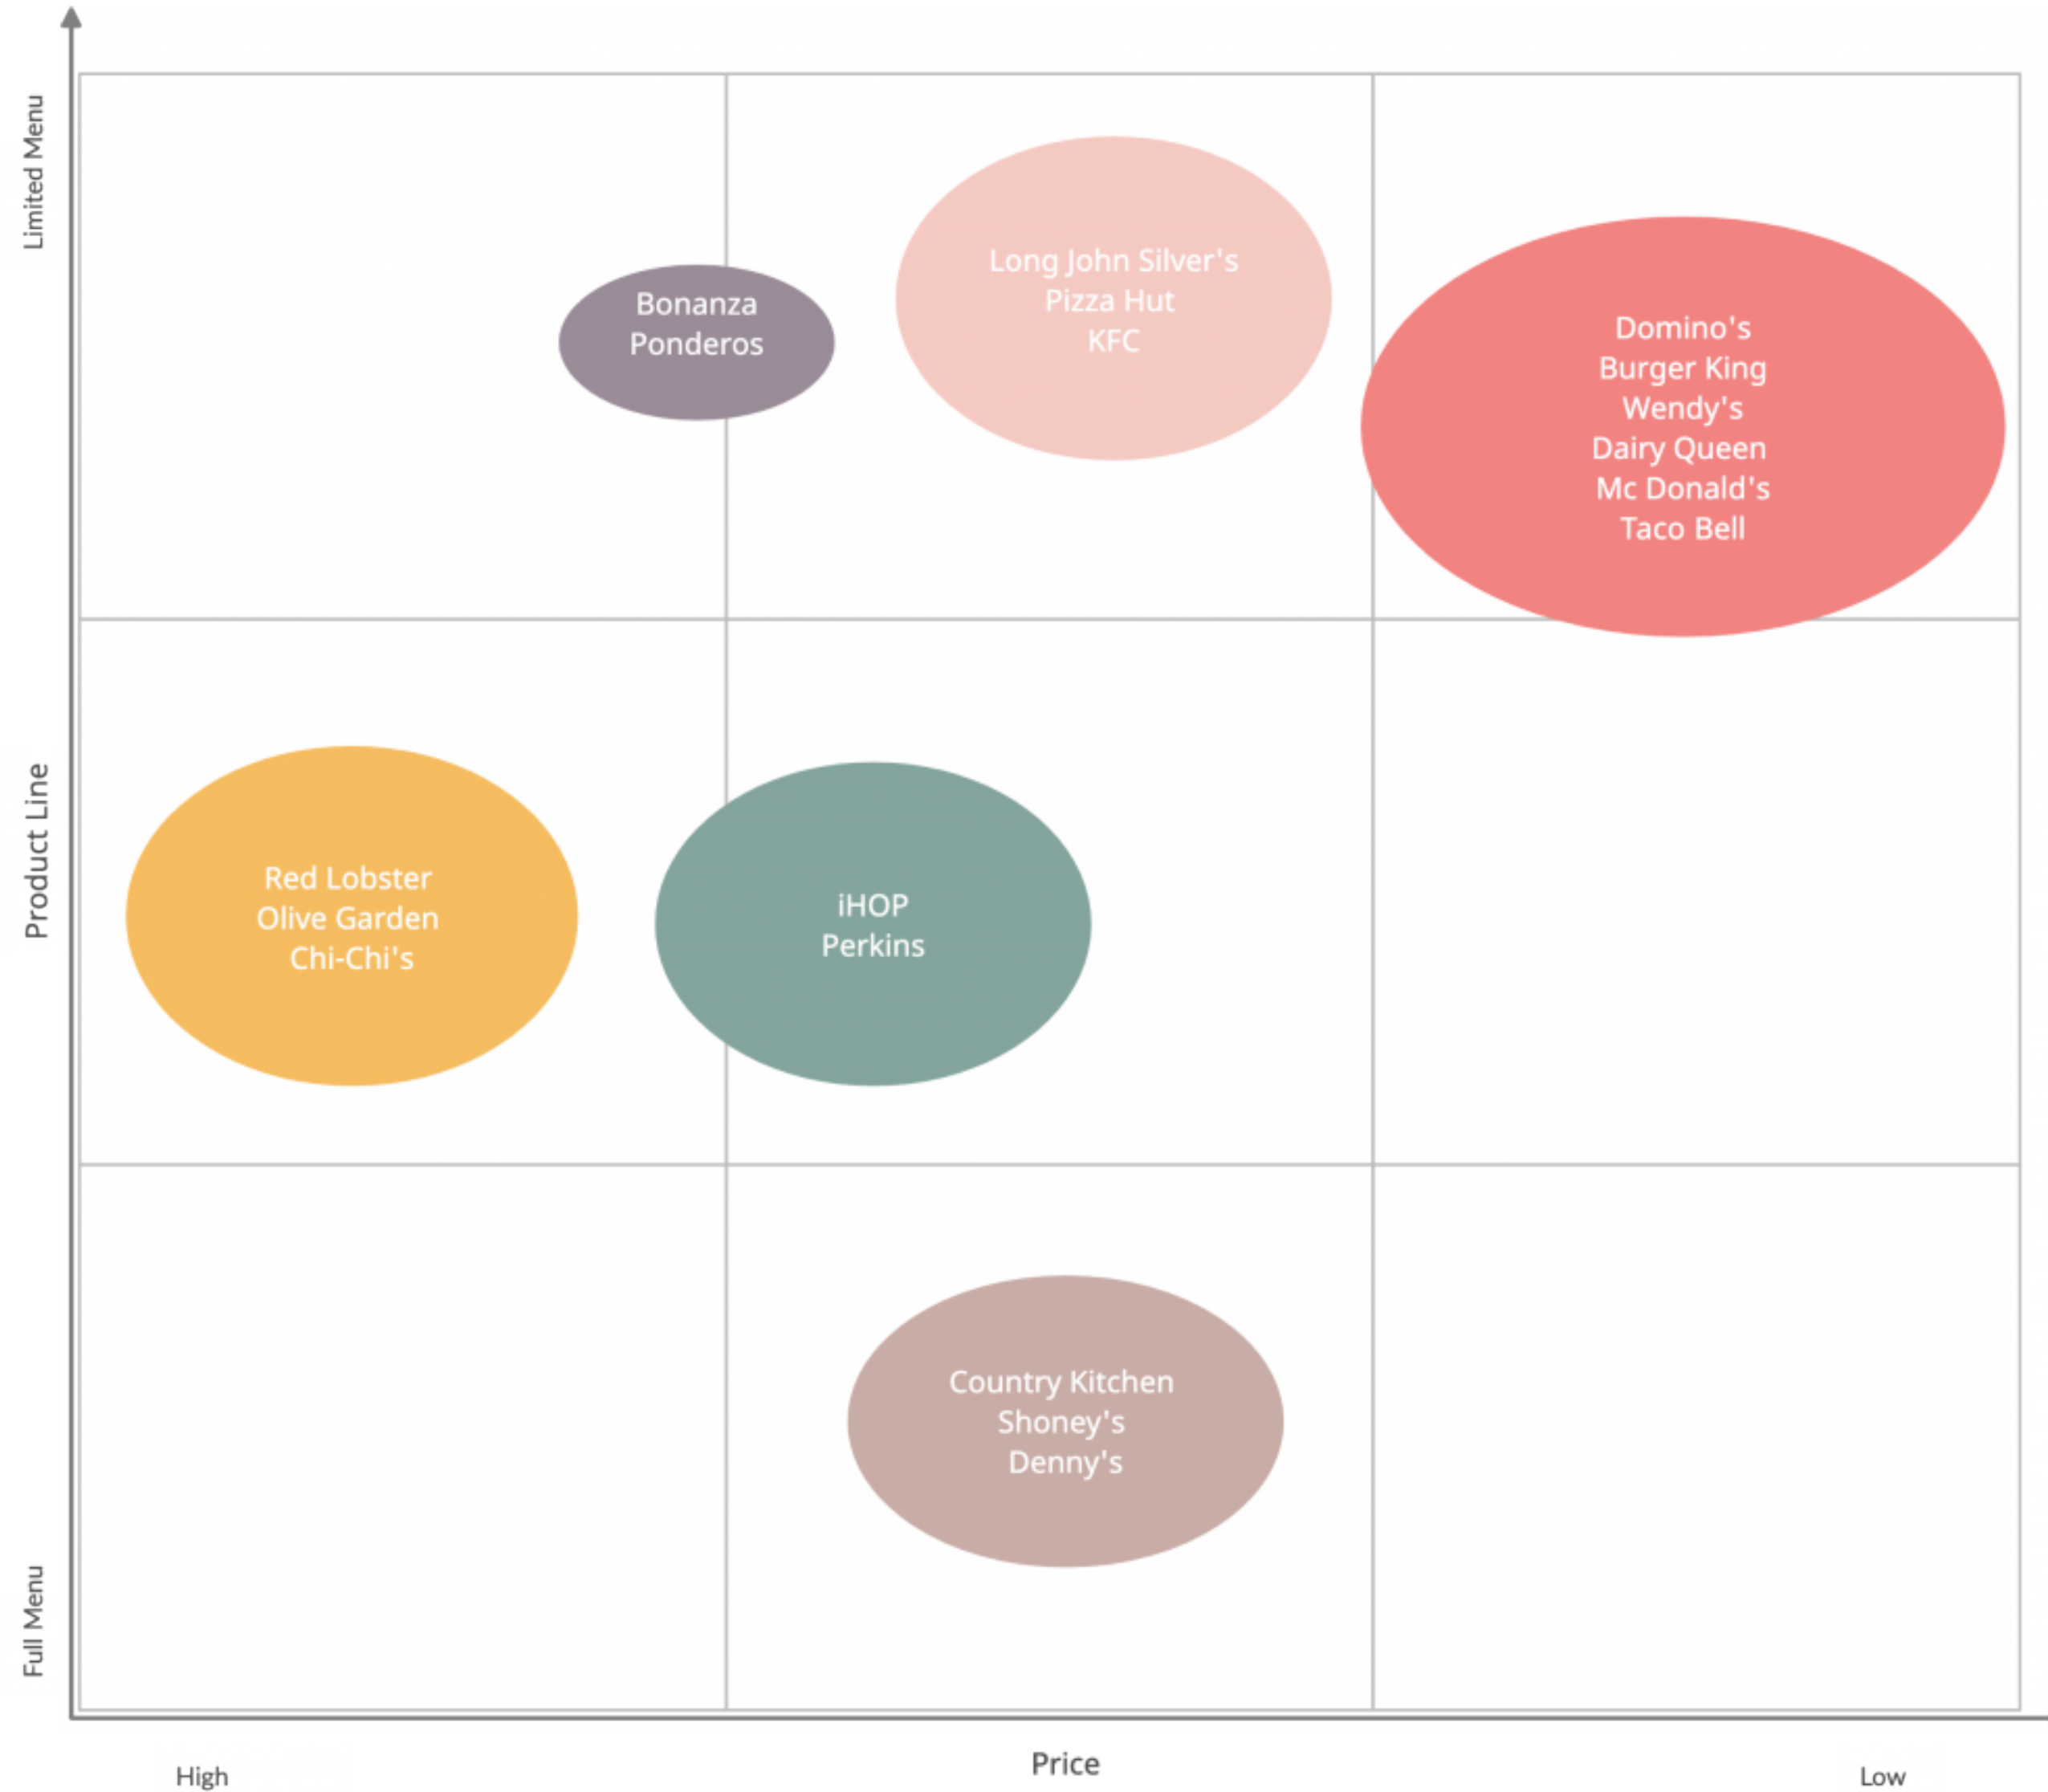 Limited Menu
Long John Silver's
Pizza Hut
KFC
Bonanza
Ponderos
Domino's
Burger King
Wendy's
Dairy Queen
Mc Donald's
Taco Bell
Product Line
Red Lobster
Olive Garden
Chi-Chi's
iHOP
Perkins
Country Kitchen
Shoney's
Denny's
Full Menu
High
Price
Low